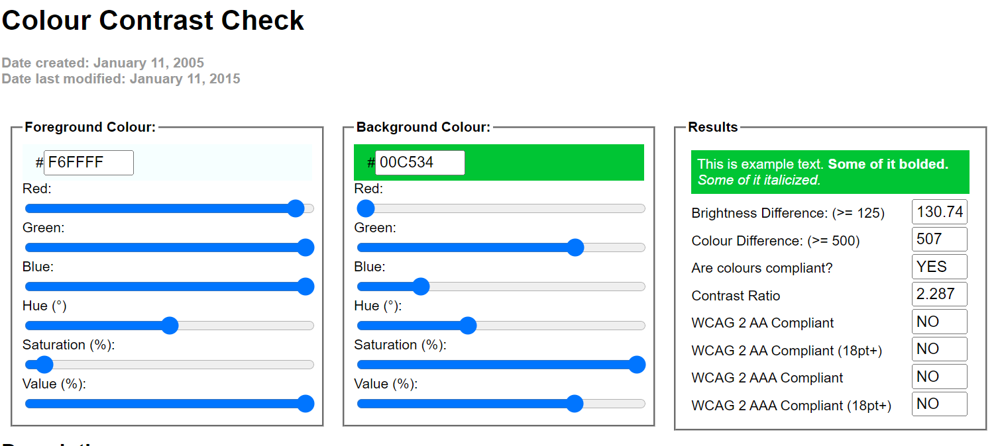 Colour Contrast Check
Date created: January 11, 2005
Date last modified: January 11, 2015
Foreground Colour:
#F6FFFF
Red:
Green:
Blue:
Hue (°)
Saturation (%):
Value (%):
Background Colour:
#00C534
Red:
Green:
Blue:
Hue (°):
Saturation (%):
Value (%):
Results
This is example text. Some of it bolded.
Some of it italicized.
Brightness Difference: (>= 125) 130.74
Colour Difference: (>= 500) 507
Are colours compliant? YES
Contrast Ratio 2.287
WCAG 2 AA Compliant NO
WCAG 2 AA Compliant (18pt+) NO
WCAG 2 AAA Compliant NO
WCAG 2 AAA Compliant (18pt+) NO